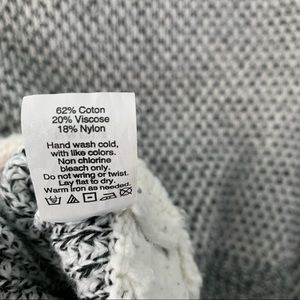 62% Coton
20% Viscose
18% Nylon
Hand wash cold,
with like colors.
Non chlorine
bleach only.
Do not wring or twist.
Lay flat to dry.
Warm iron as needed.